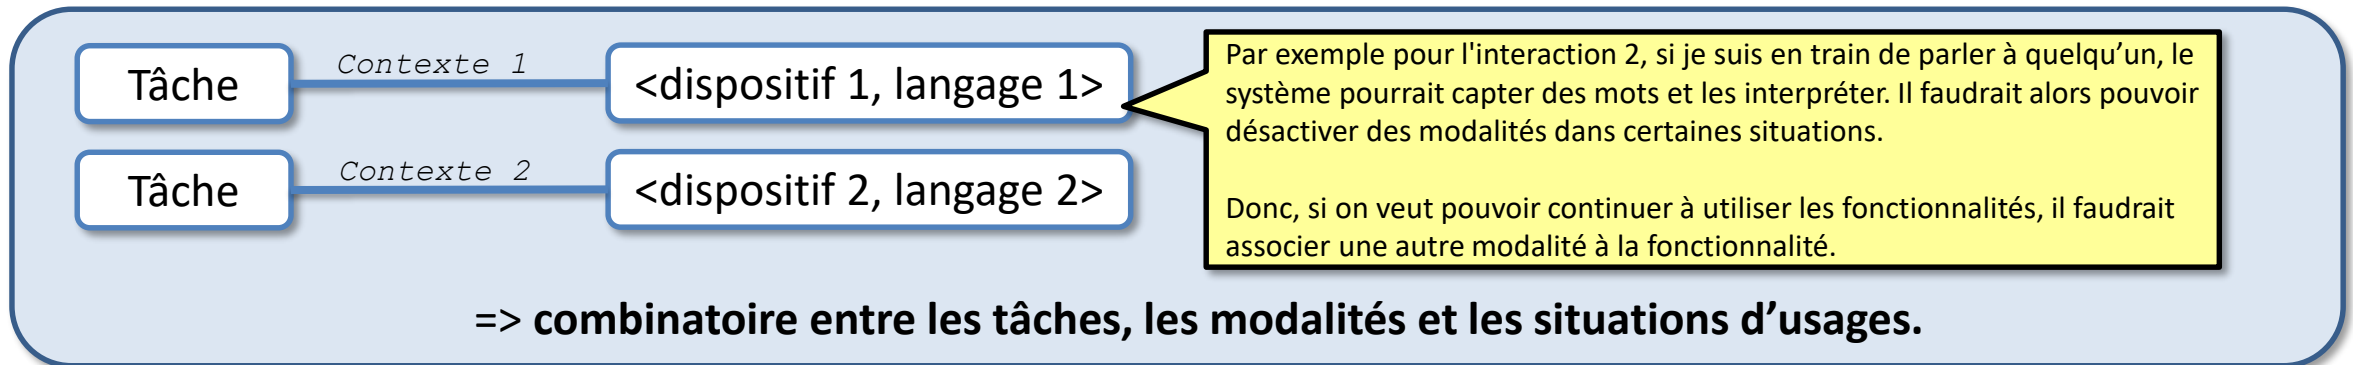 Tâche
Contexte 1
<dispositif 1, langage 1>
Par exemple pour l'interaction 2, si je suis en train de parler à quelqu’un, le
système pourrait capter des mots et les interpréter. Il faudrait alors pouvoir
désactiver des modalités dans certaines situations.
Donc, si on veut pouvoir continuer à utiliser les fonctionnalités, il faudrait
associer une autre modalité à la fonctionnalité.
Tâche
Contexte 2
<dispositif 2, langage 2>
=> combinatoire entre les tâches, les modalités et les situations d’usages.